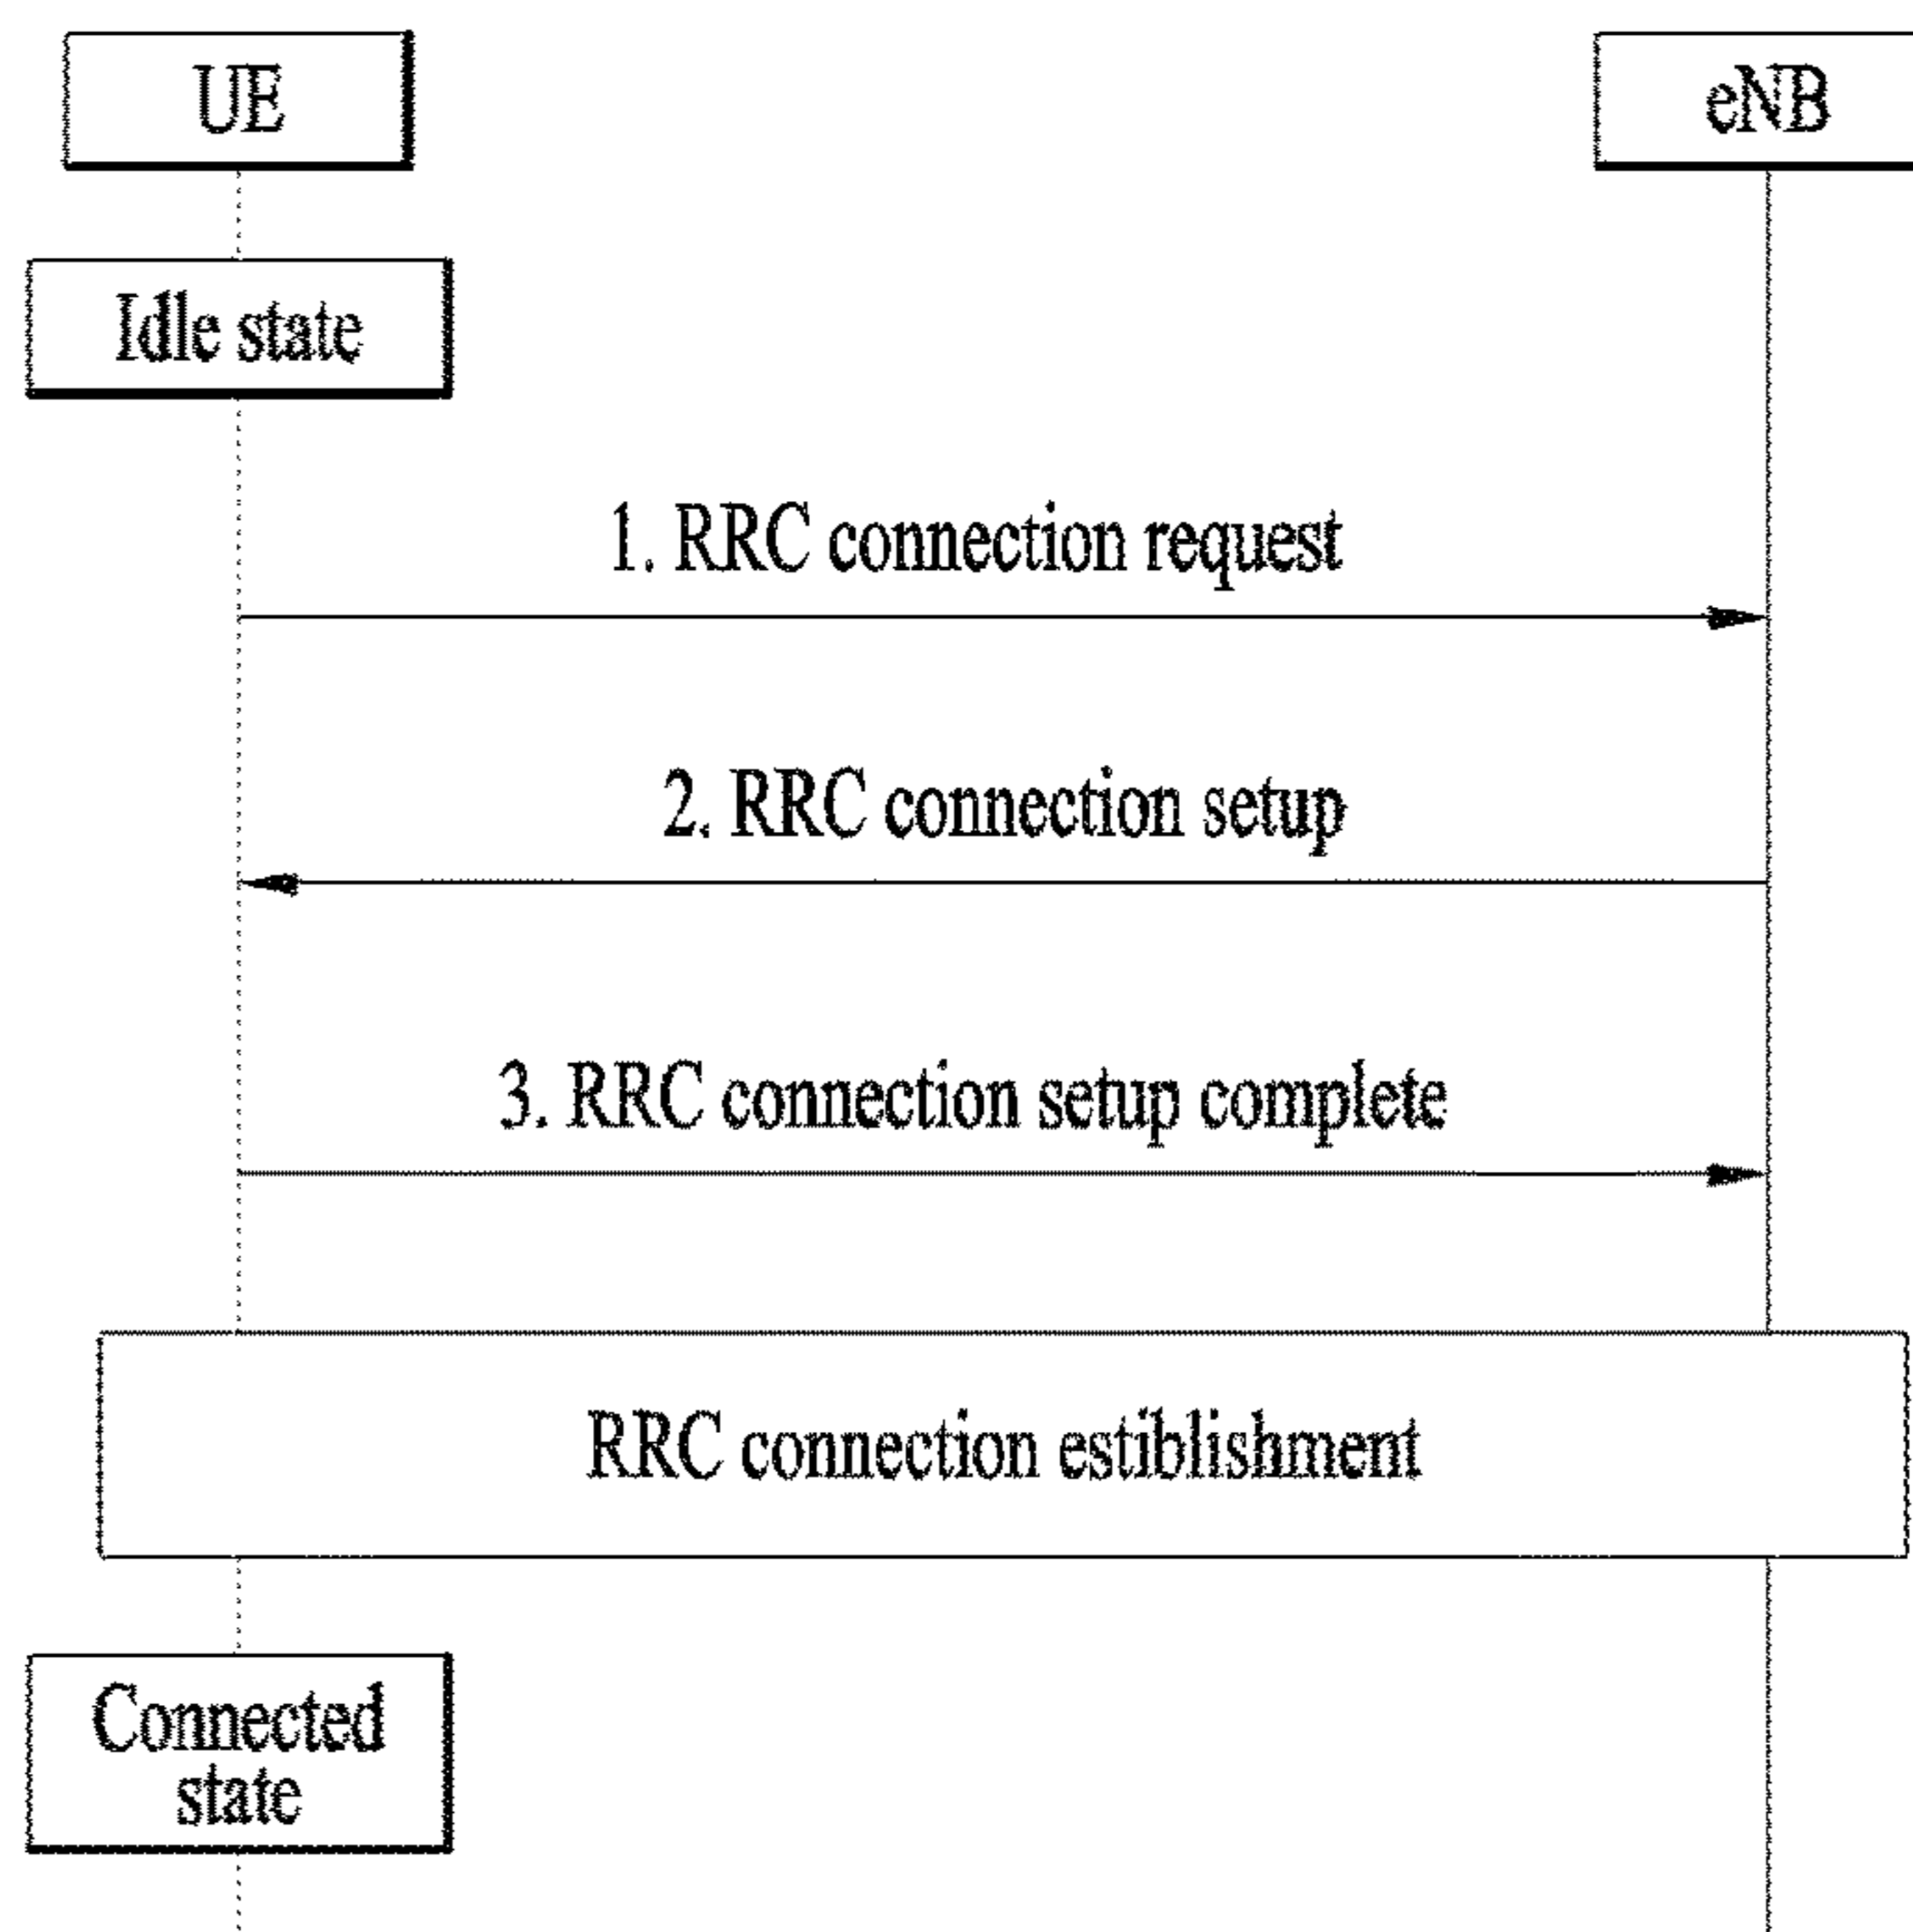 UE
eNB
Idle state
1. RRC connection request
2. RRC connection setup
3. RRC connection setup complete
RRC connection estiblishment
Connected
state